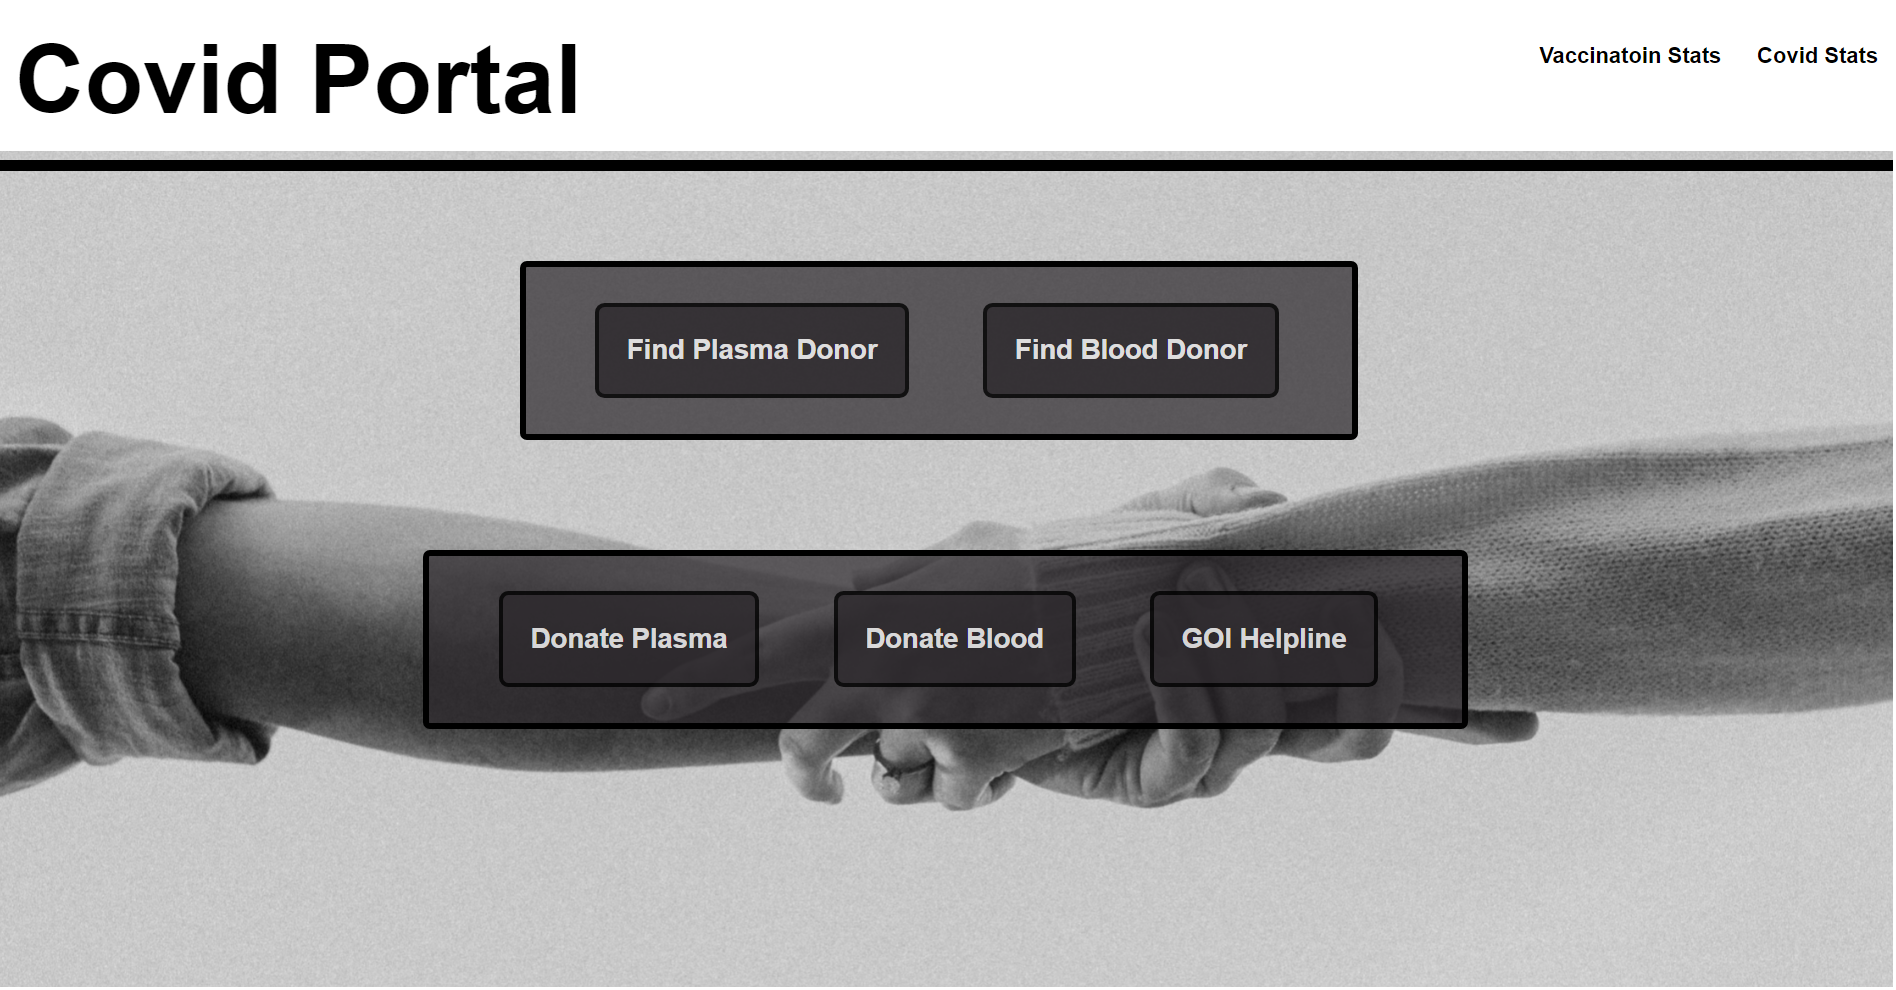 Covid Portal
Vaccinatoin Stats
Covid Stats
Find Plasma Donor
Find Blood Donor
Donate Plasma
Donate Blood
GOI Helpline